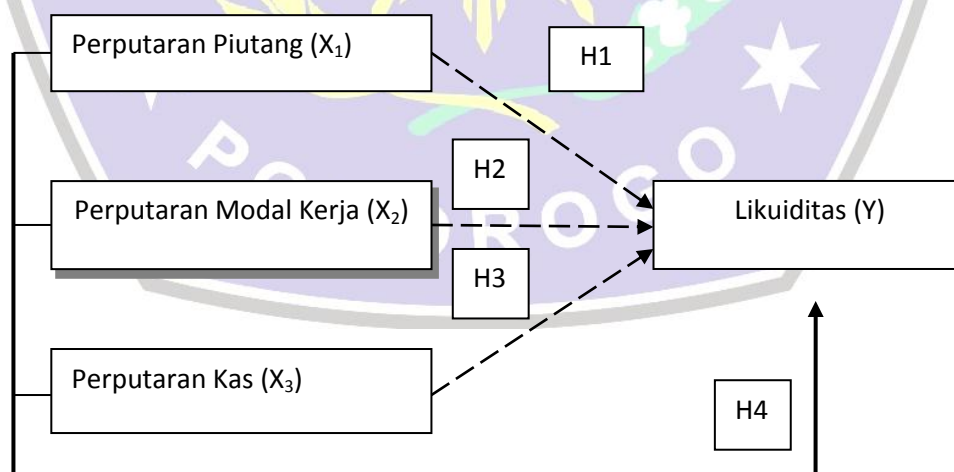 Perputaran Piutang (X₁)
H1
H2
Perputaran Modal Kerja (X₂)
Likuiditas (Y)
H3
Perputaran Kas (X₃)
H4